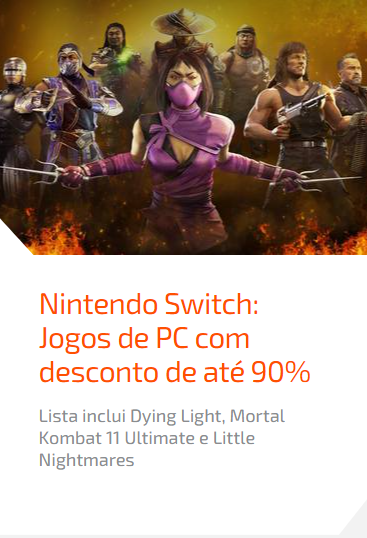 Nintendo Switch:
Jogos de PC com
desconto de até 90%
Lista inclui Dying Light, Mortal
Kombat 11 Ultimate e Little
Nightmares